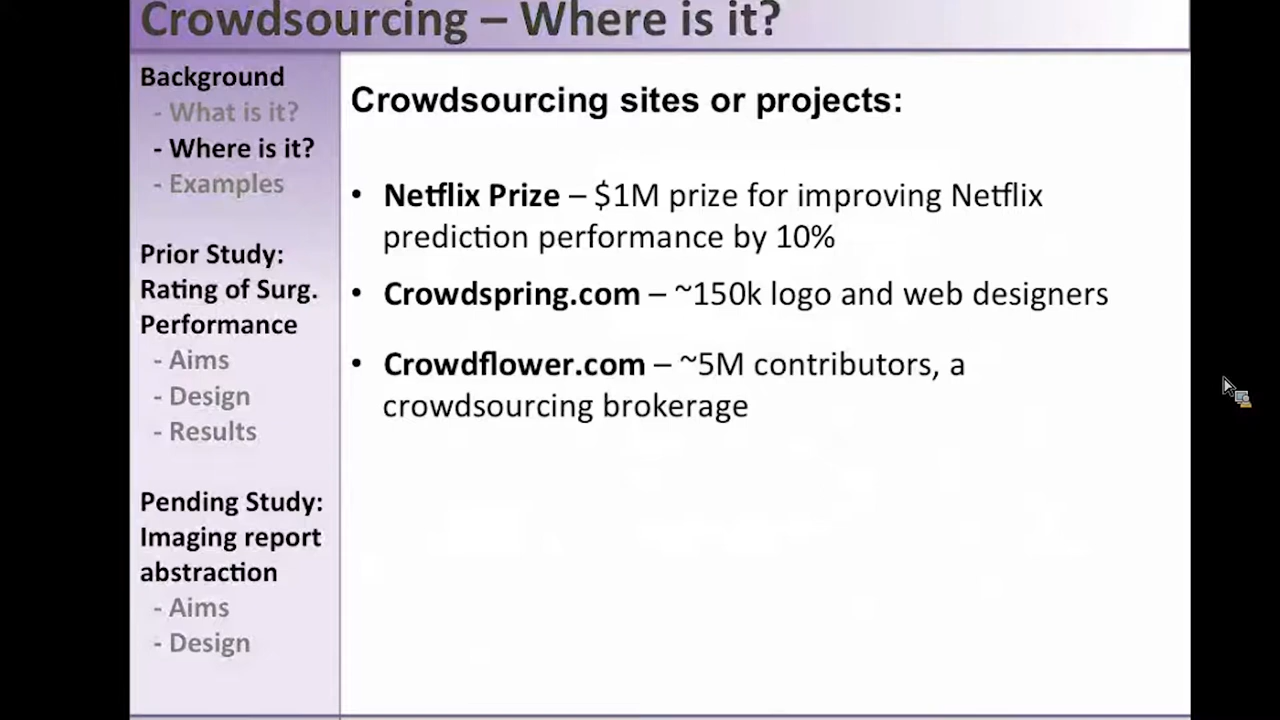 Crowdsourcing – Where is it?
Background
- What is it?
- Where is it?
- Examples
Prior Study:
Rating of Surg.
Performance
- Aims
- Design
- Results
Pending Study:
Imaging report
abstraction
- Aims
- Design
Crowdsourcing sites or projects:
• Netflix Prize – $1M prize for improving Netflix
prediction performance by 10%
• Crowdspring.com – ~150k logo and web designers
• Crowdflower.com – ~5M contributors, a
crowdsourcing brokerage